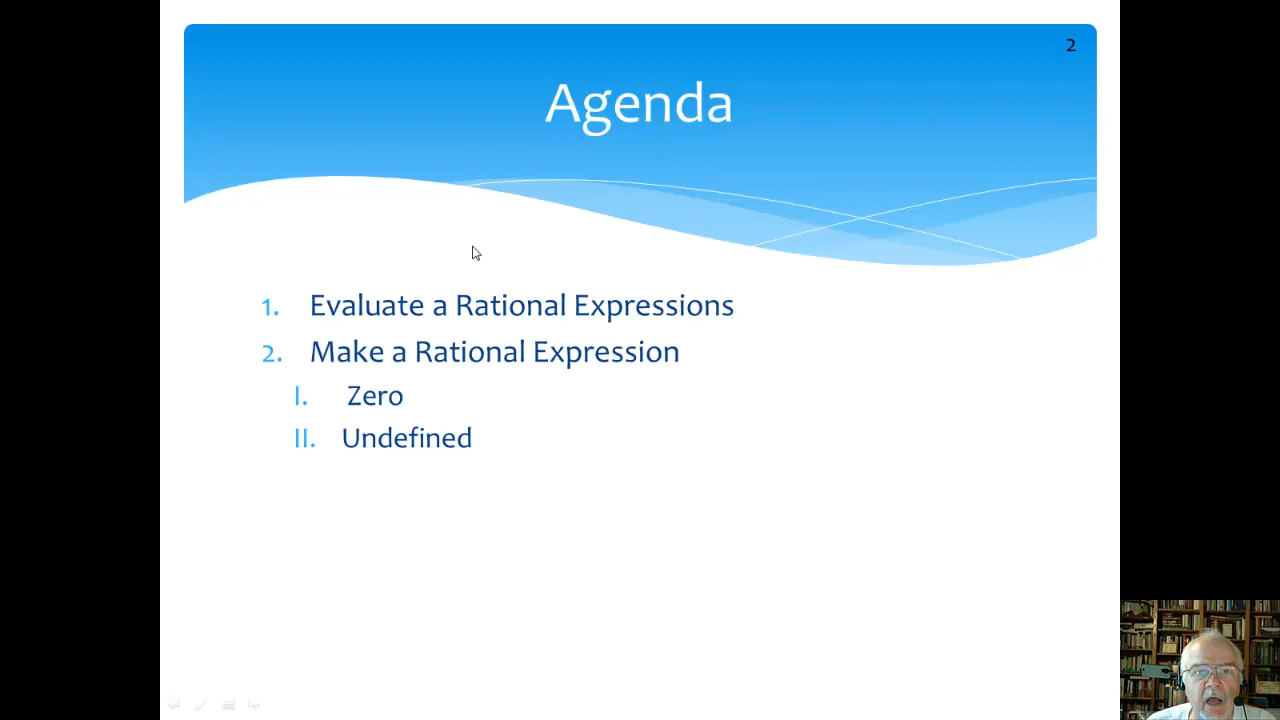 2
Agenda
1. Evaluate a Rational Expressions
2. Make a Rational Expression
I. Zero
II. Undefined